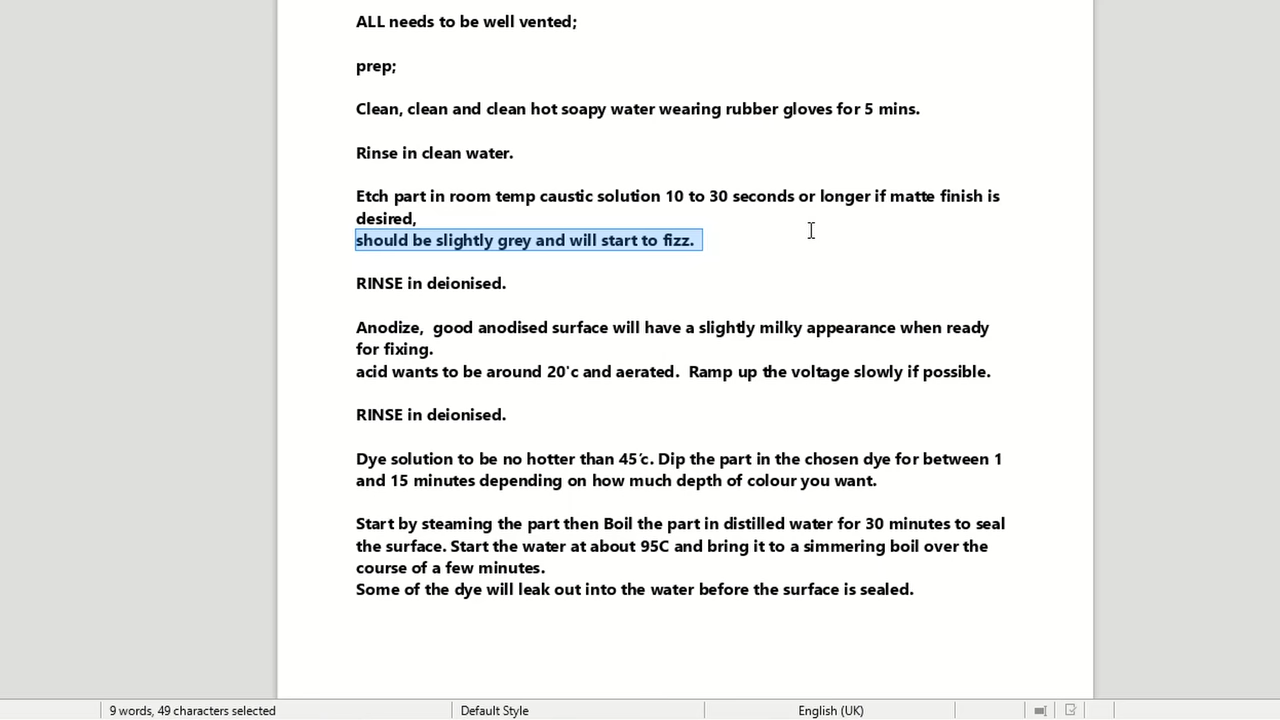 ALL needs to be well vented;
prep;
Clean, clean and clean hot soapy water wearing rubber gloves for 5 mins.
Rinse in clean water.
Etch part in room temp caustic solution 10 to 30 seconds or longer if matte finish is
desired,
should be slightly grey and will start to fizz.
RINSE in deionised.
Anodize,  good anodised surface will have a slightly milky appearance when ready
for fixing.
acid wants to be around 20'c and aerated.  Ramp up the voltage slowly if possible.
RINSE in deionised.
Dye solution to be no hotter than 45'c. Dip the part in the chosen dye for between 1
and 15 minutes depending on how much depth of colour you want.
Start by steaming the part then Boil the part in distilled water for 30 minutes to seal
the surface. Start the water at about 95C and bring it to a simmering boil over the
course of a few minutes.
Some of the dye will leak out into the water before the surface is sealed.
9 words, 49 characters selected
Default Style
English (UK)